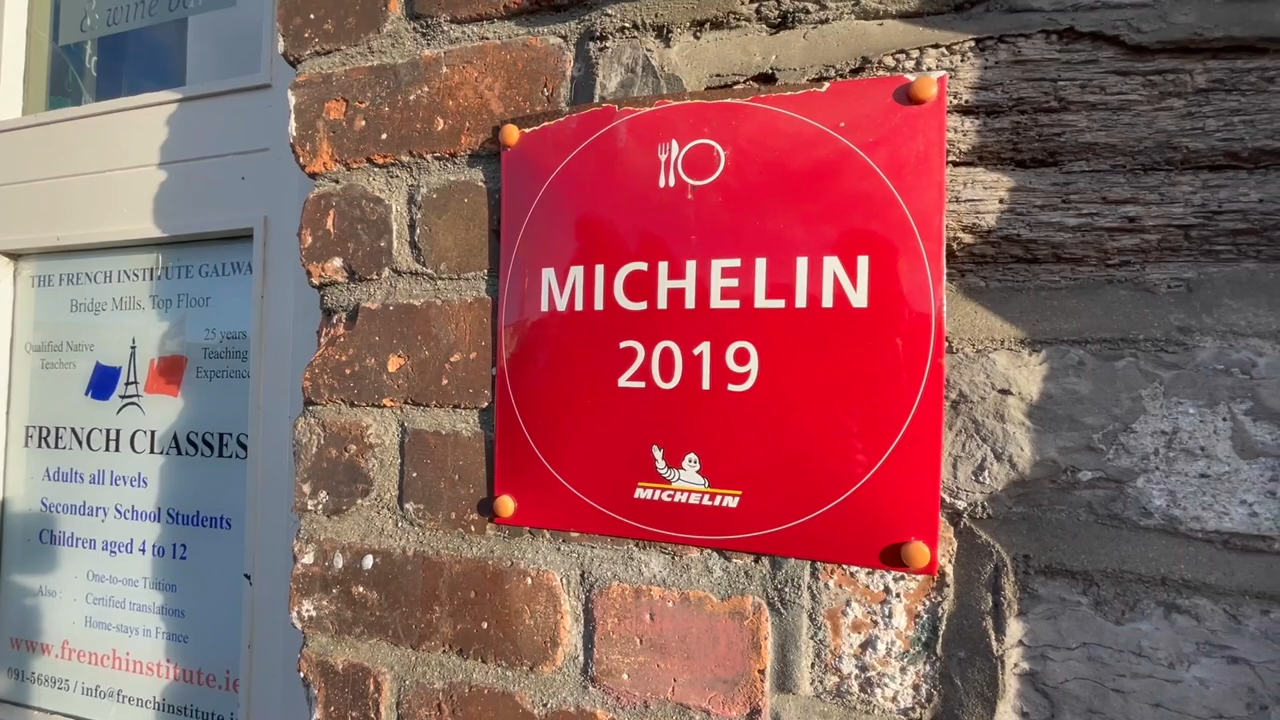 & wine bar
THE FRENCH INSTITUTE GALWA
Bridge Mills, Top Floor
Qualified Native
Teachers
25 years
Teaching
Experience
FRENCH CLASSES
Adults all levels
Secondary School Students
Children aged 4 to 12
Also :
One-to-one Tuition
Certified translations
Home-stays in France
www.frenchinstitute.ie
091-568925 / info@frenchinstitute.i
MICHELIN
2019
MICHELIN